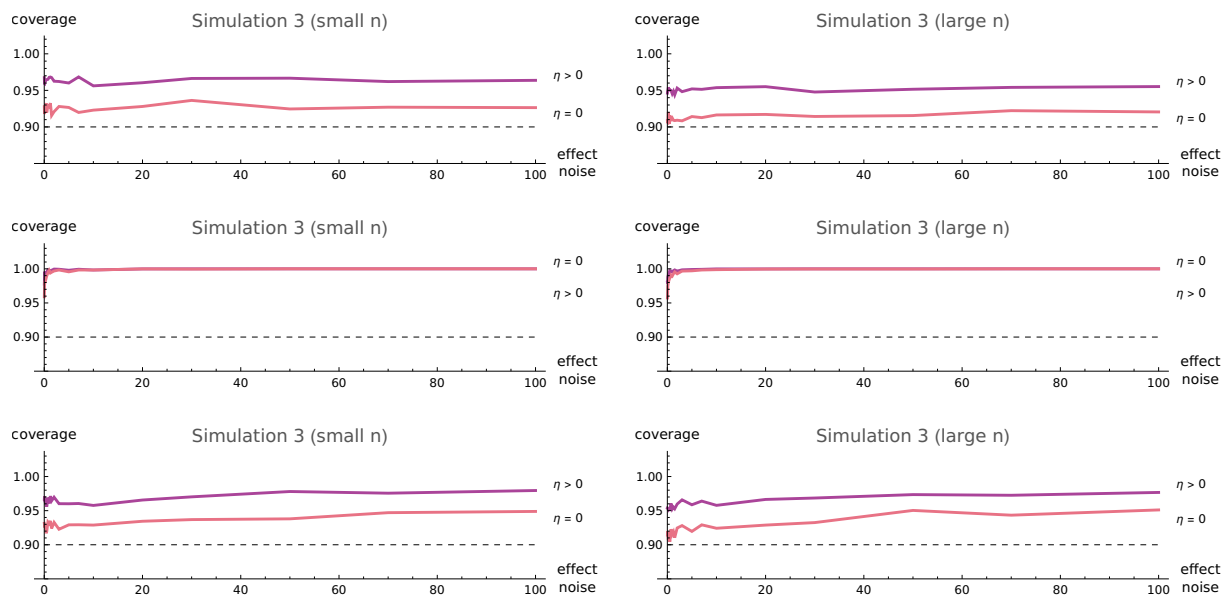 coverage
Simulation 3 (small n)
1.00
0.95
0.90
η > 0
η = 0
effect
noise
0 20 40 60 80 100
coverage
Simulation 3 (large n)
1.00
0.95
0.90
η > 0
η = 0
effect
noise
0 20 40 60 80 100
coverage
Simulation 3 (small n)
1.00
0.95
0.90
η = 0
η > 0
effect
noise
0 20 40 60 80 100
coverage
Simulation 3 (large n)
1.00
0.95
0.90
η = 0
η > 0
effect
noise
0 20 40 60 80 100
coverage
Simulation 3 (small n)
1.00
0.95
0.90
η > 0
η = 0
effect
noise
0 20 40 60 80 100
coverage
Simulation 3 (large n)
1.00
0.95
0.90
η > 0
η = 0
effect
noise
0 20 40 60 80 100